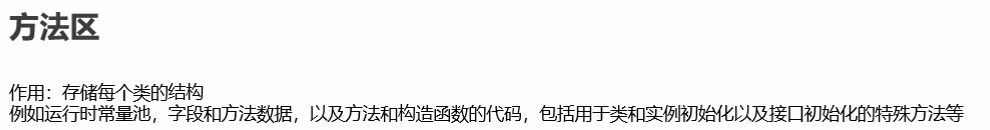 方法区
作用：存储每个类的结构
例如运行时常量池，字段和方法数据，以及方法和构造函数的代码，包括用于类和实例初始化以及接口初始化的特殊方法等